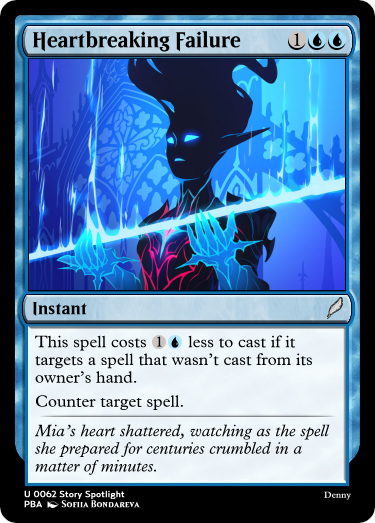 Heartbreaking Failure 1
Instant
This spell costs 1 less to cast if it
targets a spell that wasn't cast from its
owner's hand.
Counter target spell.
Mia's heart shattered, watching as the spell
she prepared for centuries crumbled in a
matter of minutes.
U 0062 Story Spotlight
Denny
PBA Sofiia Bondareva